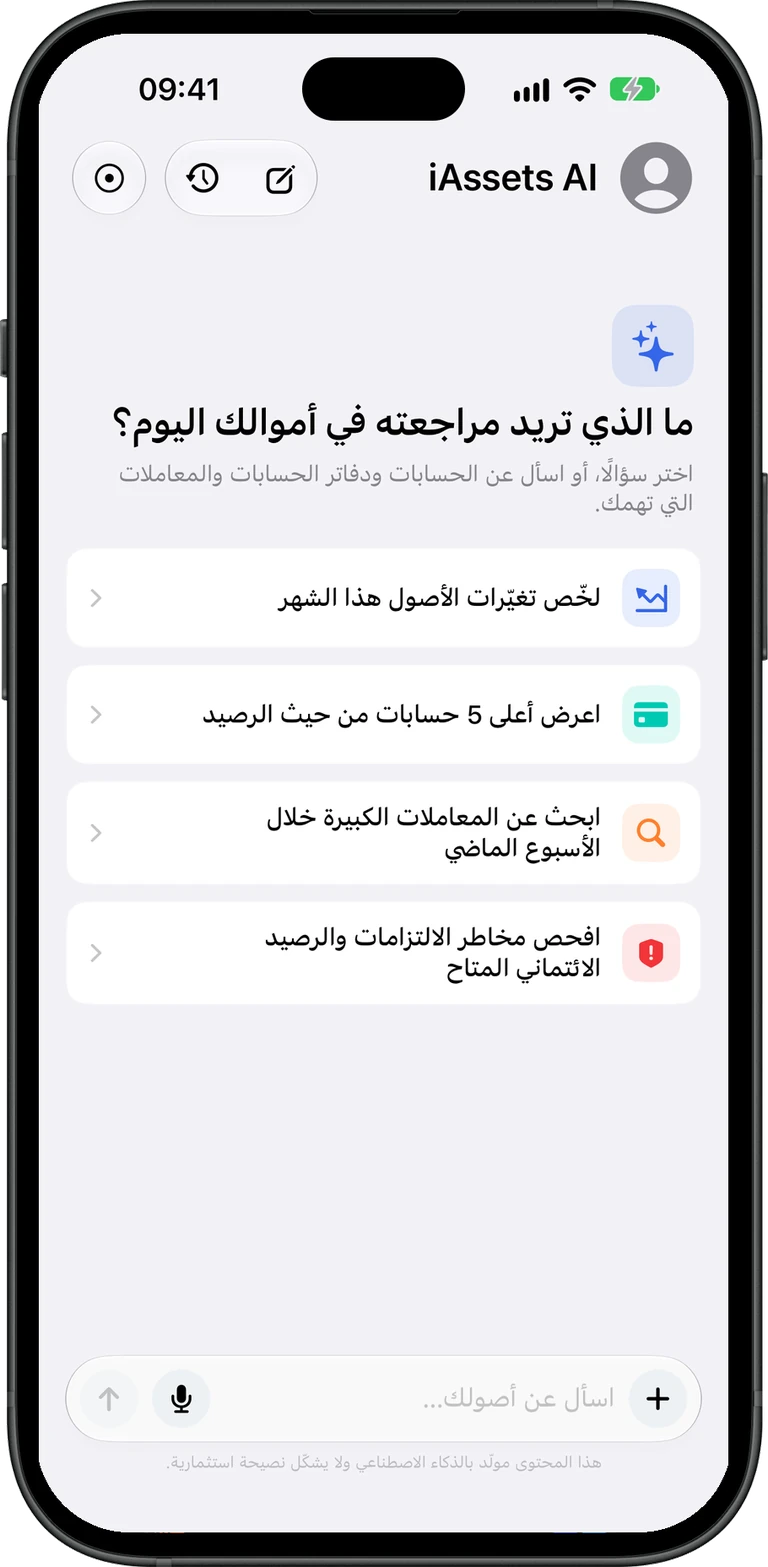 09:41
iAssets AI
ما الذي تريد مراجعته في أموالك اليوم؟
اختر سؤالًا، أو اسأل عن الحسابات ودفاتر الحسابات والمعاملات
التي تهمك.
لخّص تغيّرات الأصول هذا الشهر
اعرض أعلى 5 حسابات من حيث الرصيد
ابحث عن المعاملات الكبيرة خلال
الأسبوع الماضي
افحص مخاطر الالتزامات والرصيد
الائتماني المتاح
اسأل عن أصولك...
هذا المحتوى مولّد بالذكاء الاصطناعي ولا يشكّل نصيحة استثمارية.